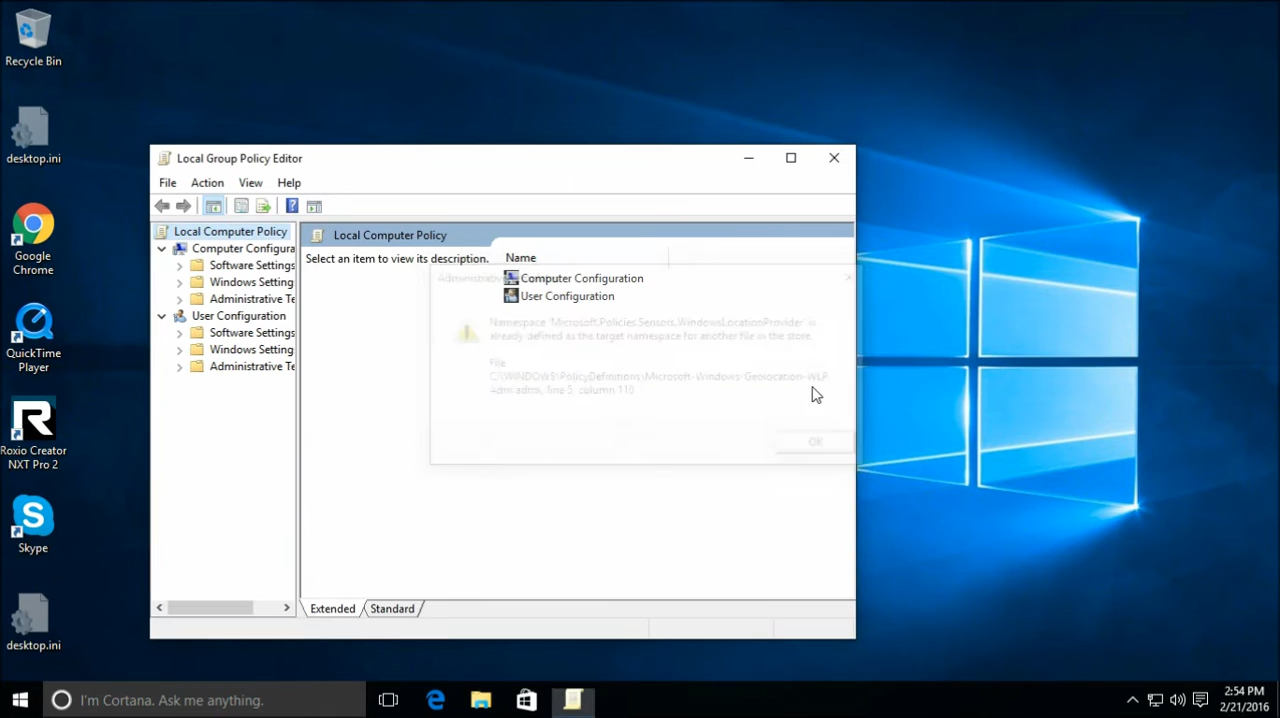 Recycle Bin
desktop.ini
Google
Chrome
QuickTime
Player
Roxio Creator
NXT Pro 2
Skype
desktop.ini
Local Group Policy Editor
File Action View Help
Local Computer Policy
Computer Configura
Software Settings
Windows Setting
Administrative Te
User Configuration
Software Settings
Windows Setting
Administrative Te
Local Computer Policy
Select an item to view its description.
Name
Computer Configuration
User Configuration
Administrative
Namespace 'Microsoft.Policies.Sensors.WindowsLocationProvider' is
already defined as the target namespace for another file in the store.
File
C:\WINDOWS\PolicyDefinitions\Microsoft-Windows-Geolocation-WLP
Adm.admx, line 5, column 110
OK
Extended Standard
I'm Cortana. Ask me anything.
2:54 PM
2/21/2016